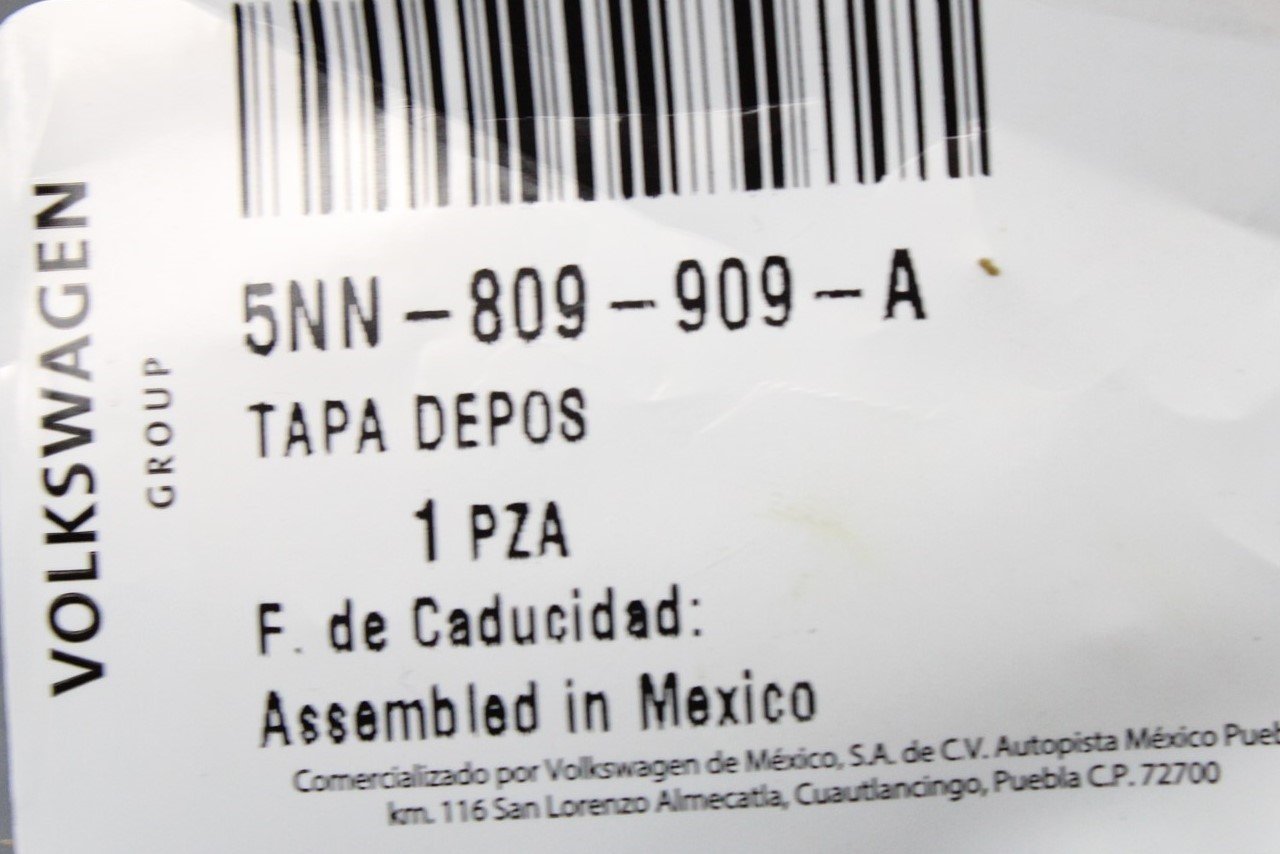 VOLKSWAGEN
GROUP
5NN-809-909-A
TAPA DEPOS
1 PZA
F. de Caducidad:
Assembled in Mexico
Comercializado por Volkswagen de México, S.A. de C.V. Autopista México Pueb
km. 116 San Lorenzo Almecatla, Cuautlancingo, Puebla C.P. 72700